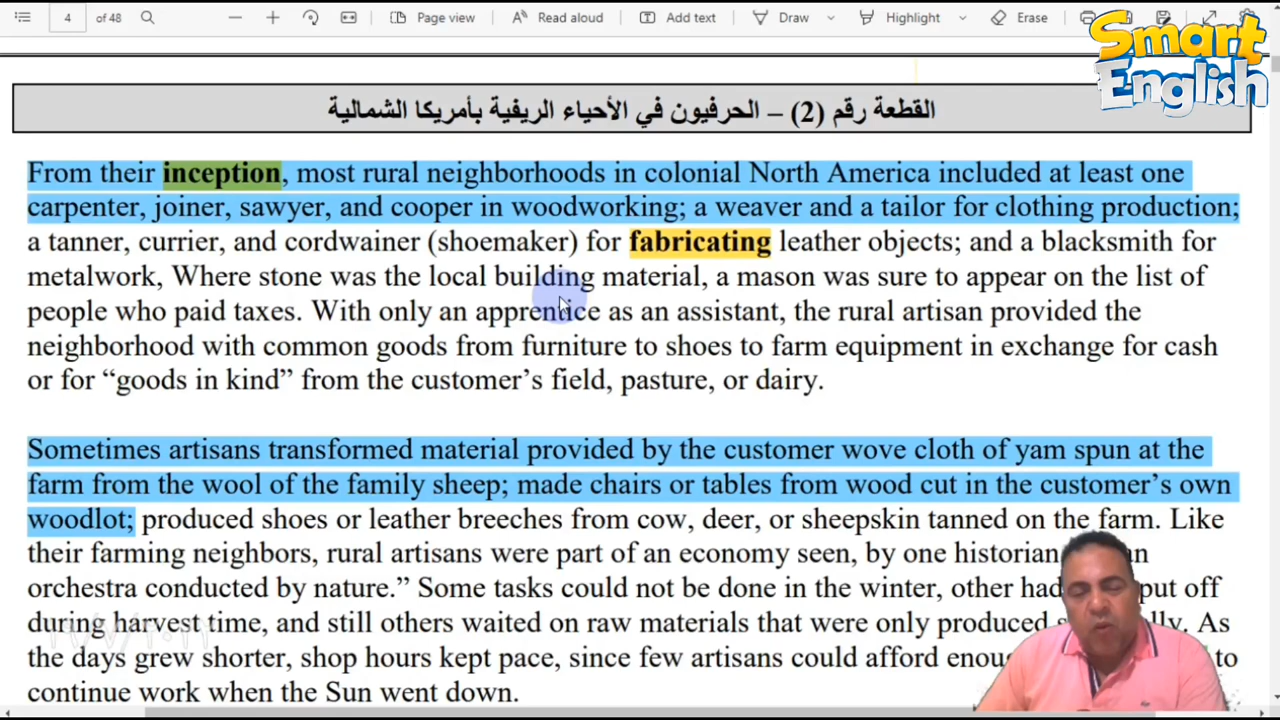 4 of 48 Page view Read aloud Add text Draw Highlight Erase
Smart
English
القطعة رقم (2) – الحرفيون في الأحياء الريفية بأمريكا الشمالية
From their inception, most rural neighborhoods in colonial North America included at least one
carpenter, joiner, sawyer, and cooper in woodworking; a weaver and a tailor for clothing production;
a tanner, currier, and cordwainer (shoemaker) for fabricating leather objects; and a blacksmith for
metalwork, Where stone was the local building material, a mason was sure to appear on the list of
people who paid taxes. With only an apprentice as an assistant, the rural artisan provided the
neighborhood with common goods from furniture to shoes to farm equipment in exchange for cash
or for “goods in kind” from the customer’s field, pasture, or dairy.
Sometimes artisans transformed material provided by the customer wove cloth of yam spun at the
farm from the wool of the family sheep; made chairs or tables from wood cut in the customer’s own
woodlot; produced shoes or leather breeches from cow, deer, or sheepskin tanned on the farm. Like
their farming neighbors, rural artisans were part of an economy seen, by one historian, an
orchestra conducted by nature.” Some tasks could not be done in the winter, other had put off
during harvest time, and still others waited on raw materials that were only produced As
the days grew shorter, shop hours kept pace, since few artisans could afford to
continue work when the Sun went down.